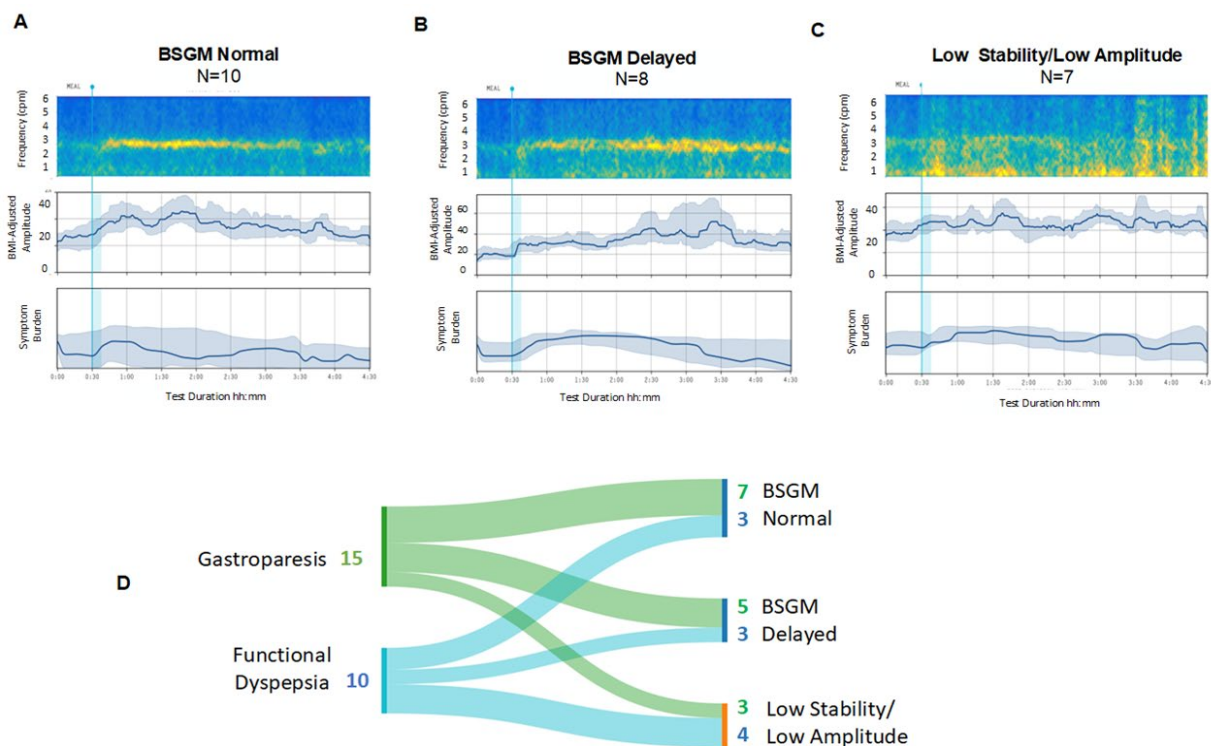 A
BSGM Normal
N=10
MEAL
Frequency (cpm)
6
5
4
3
2
1
BMI-Adjusted
Amplitude
40
20
0
Symptom
Burden
0:00 0:30 1:00 1:30 2:00 2:30 3:00 3:30 4:00 4:30
Test Duration hh:mm
B
BSGM Delayed
N=8
MEAL
Frequency (cpm)
6
5
4
3
2
1
BMI-Adjusted
Amplitude
60
40
20
0
Symptom
Burden
0:00 0:30 1:00 1:30 2:00 2:30 3:00 3:30 4:00 4:30
Test Duration hh:mm
C
Low Stability/Low Amplitude
N=7
MEAL
Frequency (cpm)
6
5
4
3
2
1
BMI-Adjusted
Amplitude
40
20
0
Symptom
Burden
0:00 0:30 1:00 1:30 2:00 2:30 3:00 3:30 4:00 4:30
Test Duration hh:mm
D
Gastroparesis 15
Functional
Dyspepsia 10
7 BSGM
3 Normal
5 BSGM
3 Delayed
3 Low Stability/
4 Low Amplitude